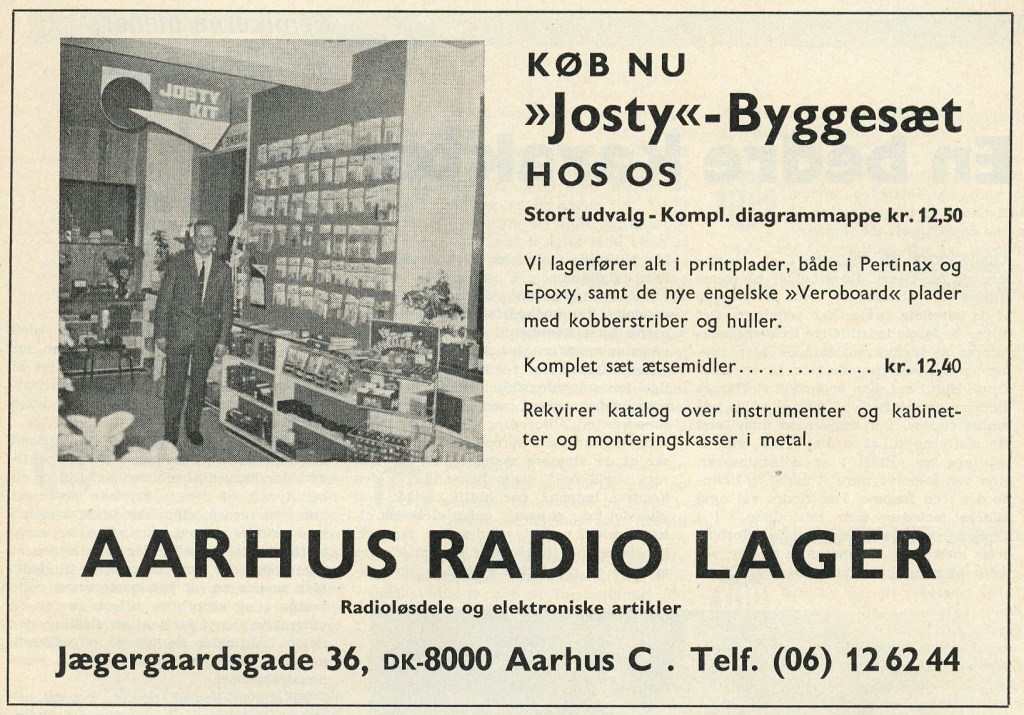 JOSTY
KIT
KØB NU
»Josty«-Byggesæt
HOS OS
Stort udvalg - Kompl. diagrammappe kr. 12,50
Vi lagerfører alt i printplader, både i Pertinax og
Epoxy, samt de nye engelske »Veroboard« plader
med kobberstriber og huller.
Komplet sæt ætsemidler.............. kr. 12,40
Rekvirer katalog over instrumenter og kabinet-
ter og monteringskasser i metal.
AARHUS RADIO LAGER
Radioløsdele og elektroniske artikler
Jægergaardsgade 36, DK-8000 Aarhus C . Telf. (06) 12 62 44